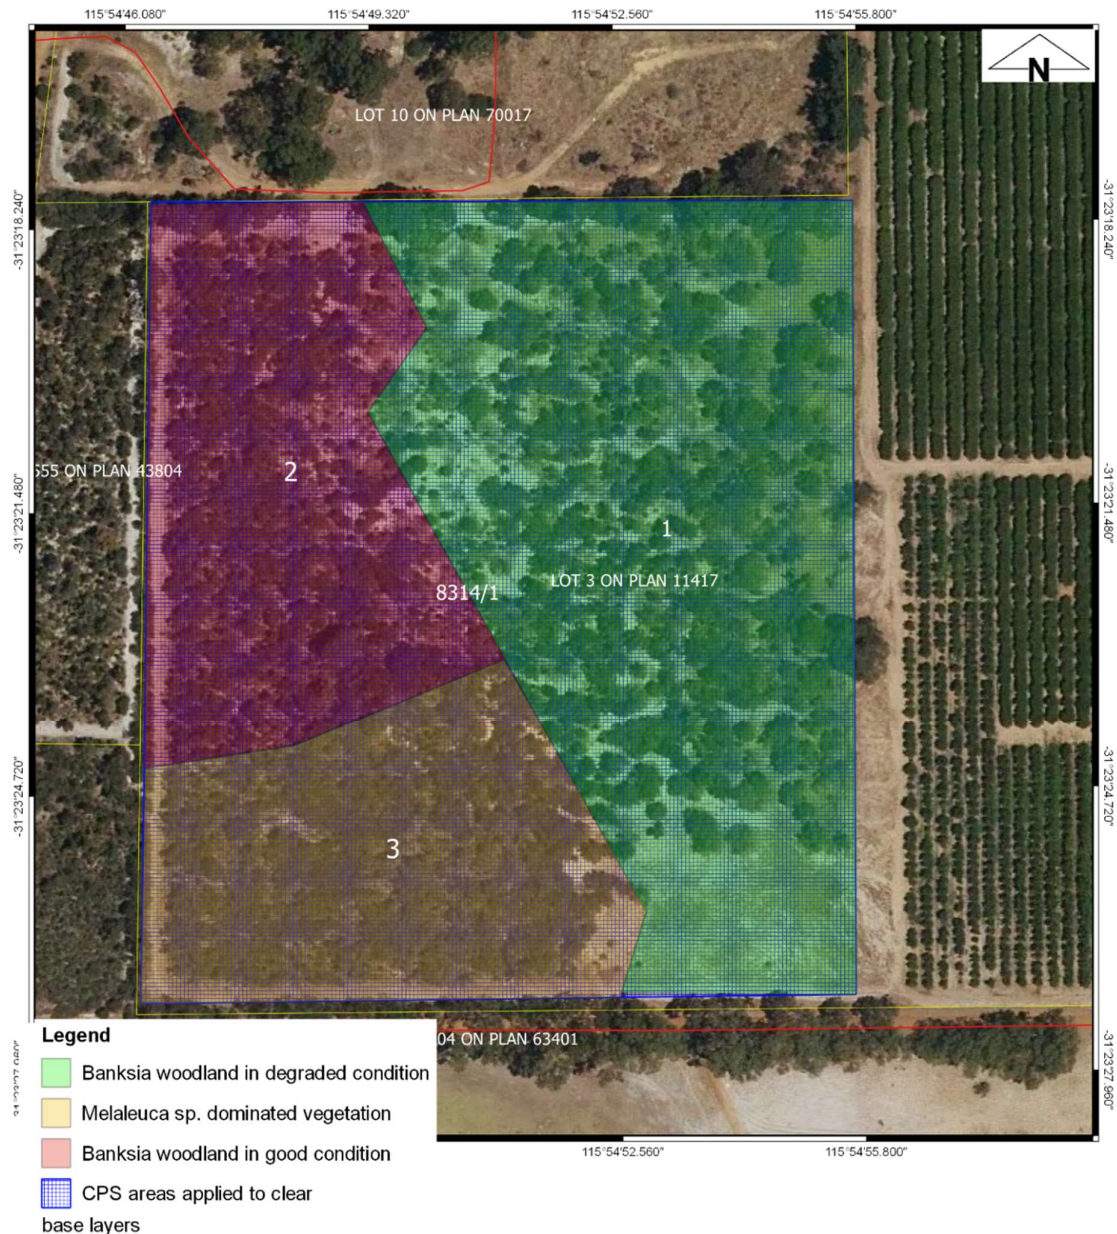 115°54'46.080" 115°54'49.320" 115°54'52.560" 115°54'55.800"
N
LOT 10 ON PLAN 70017
-31°23'18.240" -31°23'18.240"
555 ON PLAN 43804
2
-31°23'21.480" -31°23'21.480"
1
LOT 3 ON PLAN 11417
8314/1
-31°23'24.720" -31°23'24.720"
3
04 ON PLAN 63401
-31°23'27.960"
115°54'52.560" 115°54'55.800"
Legend
Banksia woodland in degraded condition
Melaleuca sp. dominated vegetation
Banksia woodland in good condition
CPS areas applied to clear
base layers